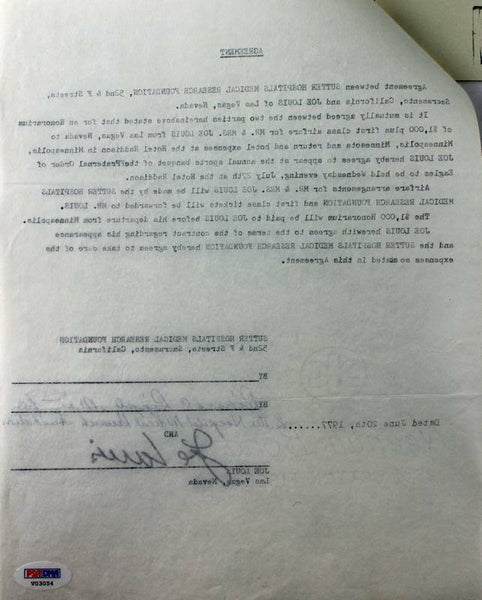 AGREEMENT
Agreement between SUTTER HOSPITALS MEDICAL RESEARCH FOUNDATION, 52nd & F Streets,
Sacramento, California, and JOE LOUIS of Las Vegas, Nevada.
It is mutually agreed between the two parties hereinabove stated that for an Honorarium
of $1,000 plus first class airfare for MR. & MRS. JOE LOUIS from Las Vegas, Nevada to
Minneapolis, Minnesota and return and hotel expenses at the Hotel Radisson in Minneapolis,
JOE LOUIS hereby agrees to appear at the annual sports banquet of the Fraternal Order of
Eagles to be held Wednesday evening, July 27th at the Hotel Radisson.
Airfare arrangements for MR. & MRS. JOE LOUIS will be made by the SUTTER HOSPITALS
MEDICAL RESEARCH FOUNDATION and first class tickets will be forwarded to MR. LOUIS.
The $1,000 Honorarium will be paid to JOE LOUIS before his departure from Minneapolis.
JOE LOUIS herewith agrees to the terms of the contract regarding his appearance
and the SUTTER HOSPITALS MEDICAL RESEARCH FOUNDATION hereby agrees to take care of the
expenses so stated in this Agreement.
SUTTER HOSPITALS MEDICAL RESEARCH FOUNDATION
52nd & F Streets, Sacramento, California
BY
BY
Dated June 20th, 1977......
Medical Research Foundation
AND
Joe Louis
JOE LOUIS
Las Vegas, Nevada
PSA DNA
V03054